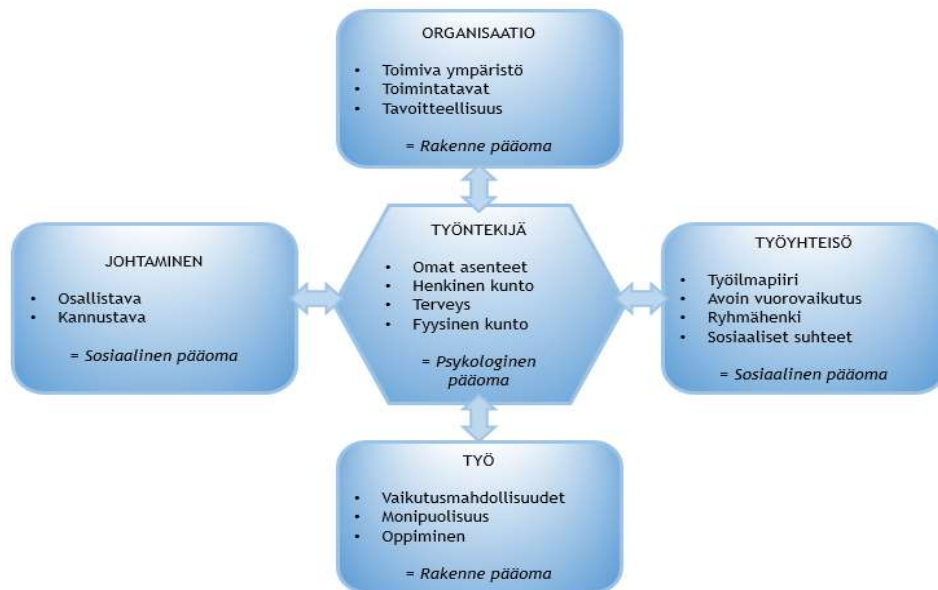 ORGANISAATIO
• Toimiva ympäristö
• Toimintatavat
• Tavoitteellisuus
= Rakenne pääoma
JOHTAMINEN
• Osallistava
• Kannustava
= Sosiaalinen pääoma
TYÖNTEKIJÄ
• Omat asenteet
• Henkinen kunto
• Terveys
• Fyysinen kunto
= Psykologinen
pääoma
TYÖYHTEISÖ
• Työilmapiiri
• Avoin vuorovaikutus
• Ryhmähenki
• Sosiaaliset suhteet
= Sosiaalinen pääoma
TYÖ
• Vaikutusmahdollisuudet
• Monipuolisuus
• Oppiminen
= Rakenne pääoma